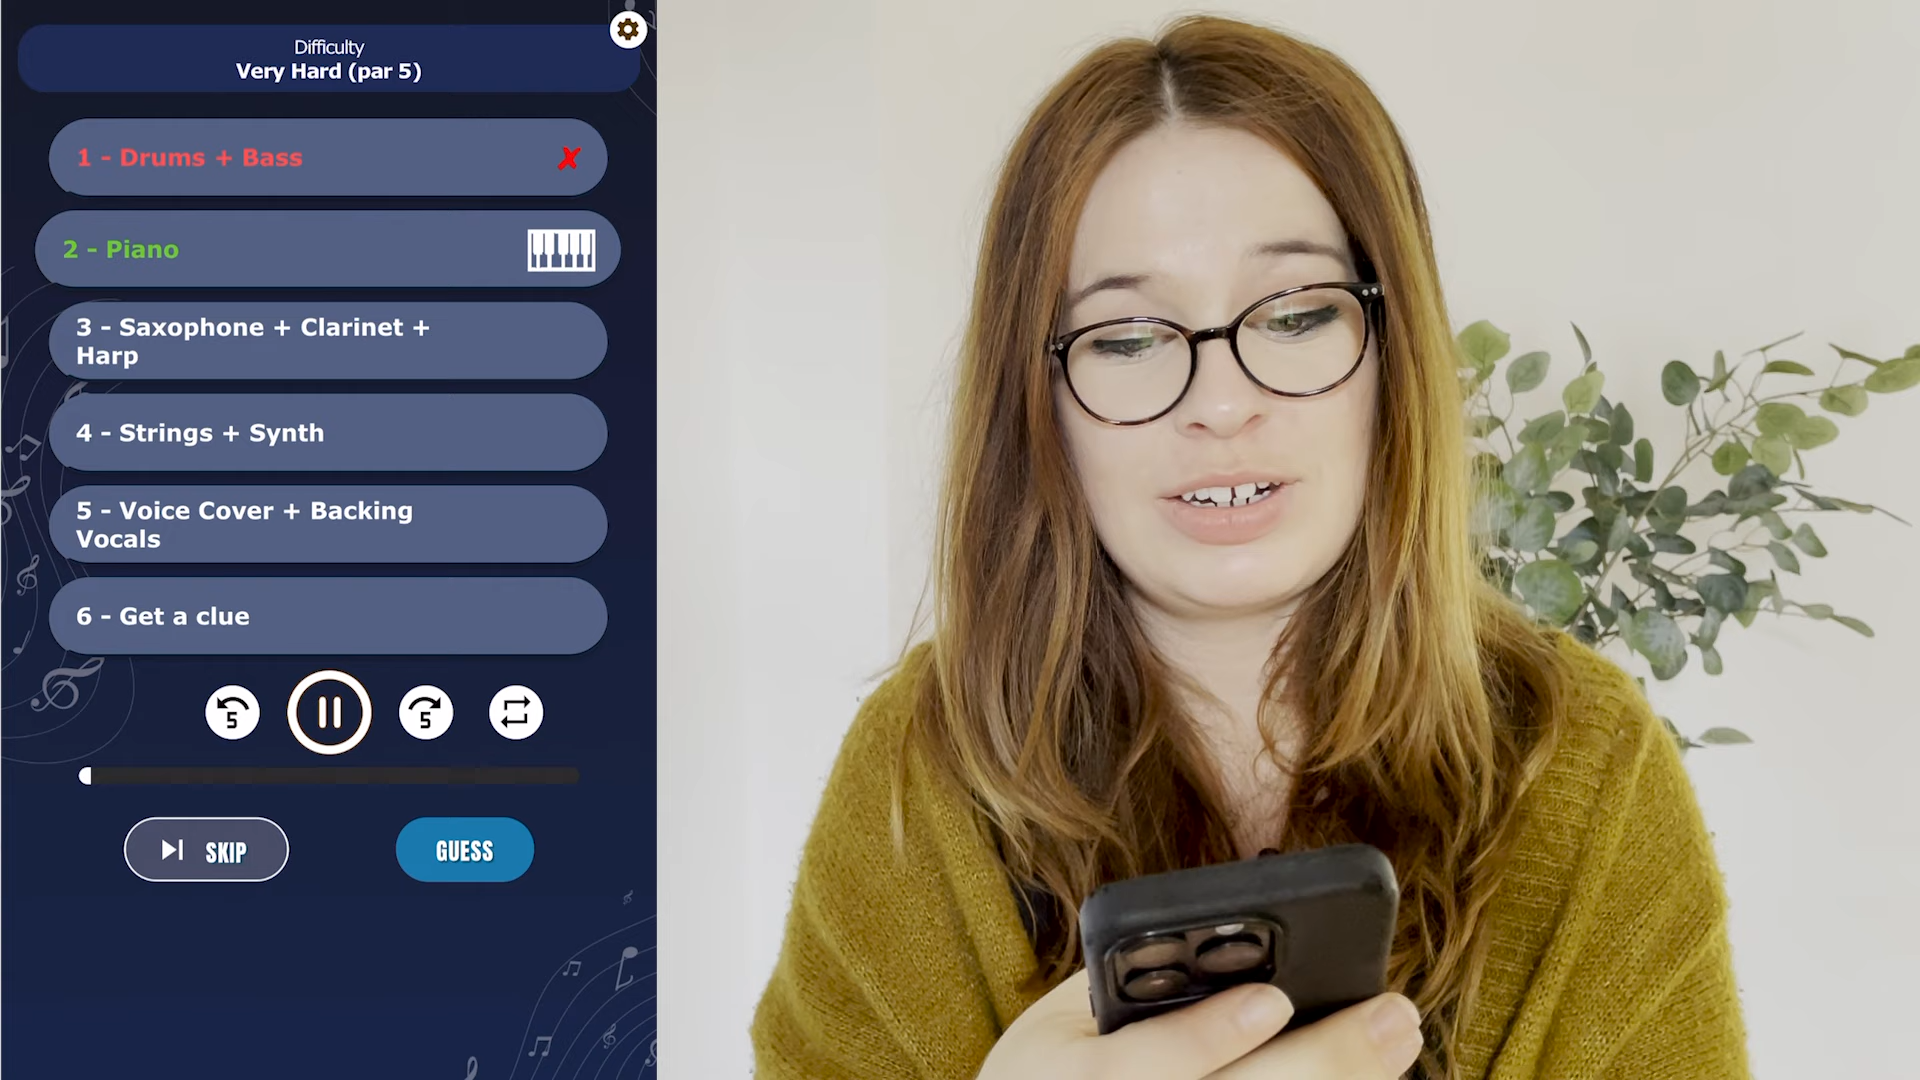 Difficulty
Very Hard (par 5)
1 - Drums + Bass ✗
2 - Piano
3 - Saxophone + Clarinet +
Harp
4 - Strings + Synth
5 - Voice Cover + Backing
Vocals
6 - Get a clue
5
5
SKIP
GUESS